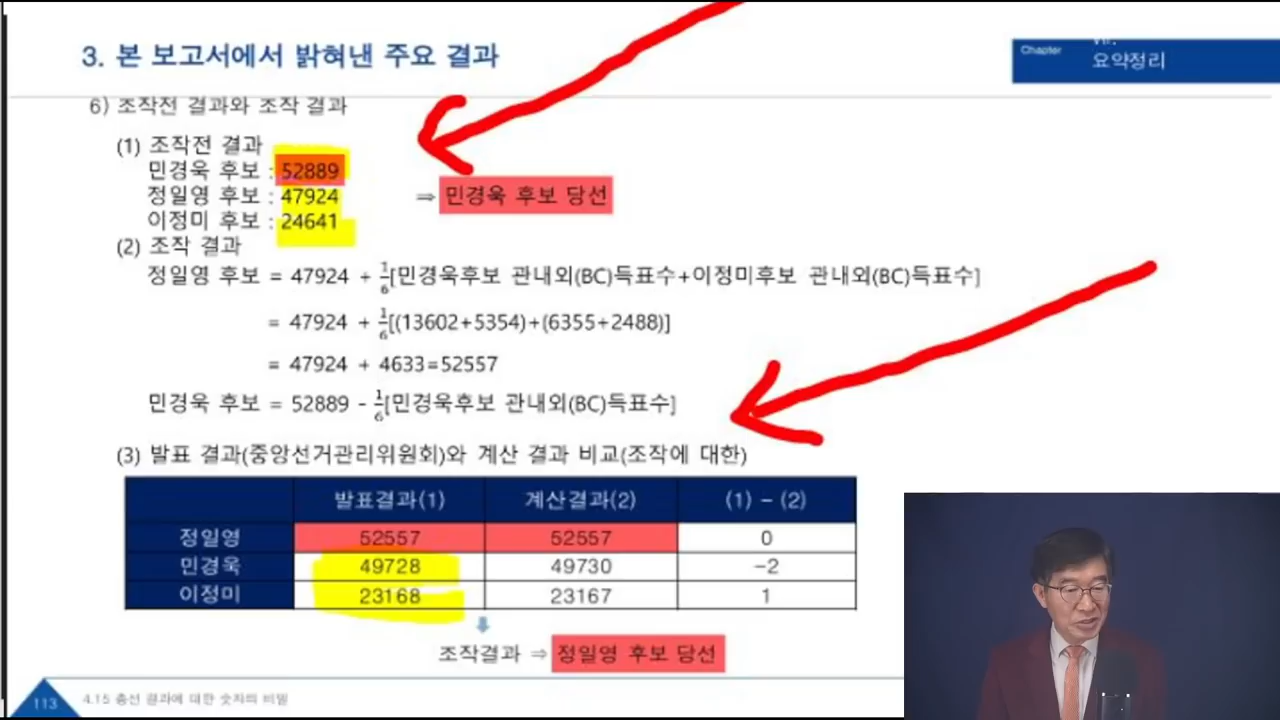 3. 본 보고서에서 밝혀낸 주요 결과
Chapter
요약정리
6) 조작전 결과와 조작 결과
(1) 조작전 결과
민경욱 후보 : 52889
정일영 후보 : 47924 ⇒ 민경욱 후보 당선
이정미 후보 : 24641
(2) 조작 결과
정일영 후보 = 47924 + 1/6[민경욱후보 관내외(BC)득표수+이정미후보 관내외(BC)득표수]
= 47924 + 1/6[(13602+5354)+(6355+2488)]
= 47924 + 4633=52557
민경욱 후보 = 52889 - 1/6[민경욱후보 관내외(BC)득표수]
(3) 발표 결과(중앙선거관리위원회)와 계산 결과 비교(조작에 대한)
발표결과(1) 계산결과(2) (1) - (2)
정일영 52557 52557 0
민경욱 49728 49730 -2
이정미 23168 23167 1
조작결과 ⇒ 정일영 후보 당선
113 4.15 총선 결과에 대한 숫자의 비밀